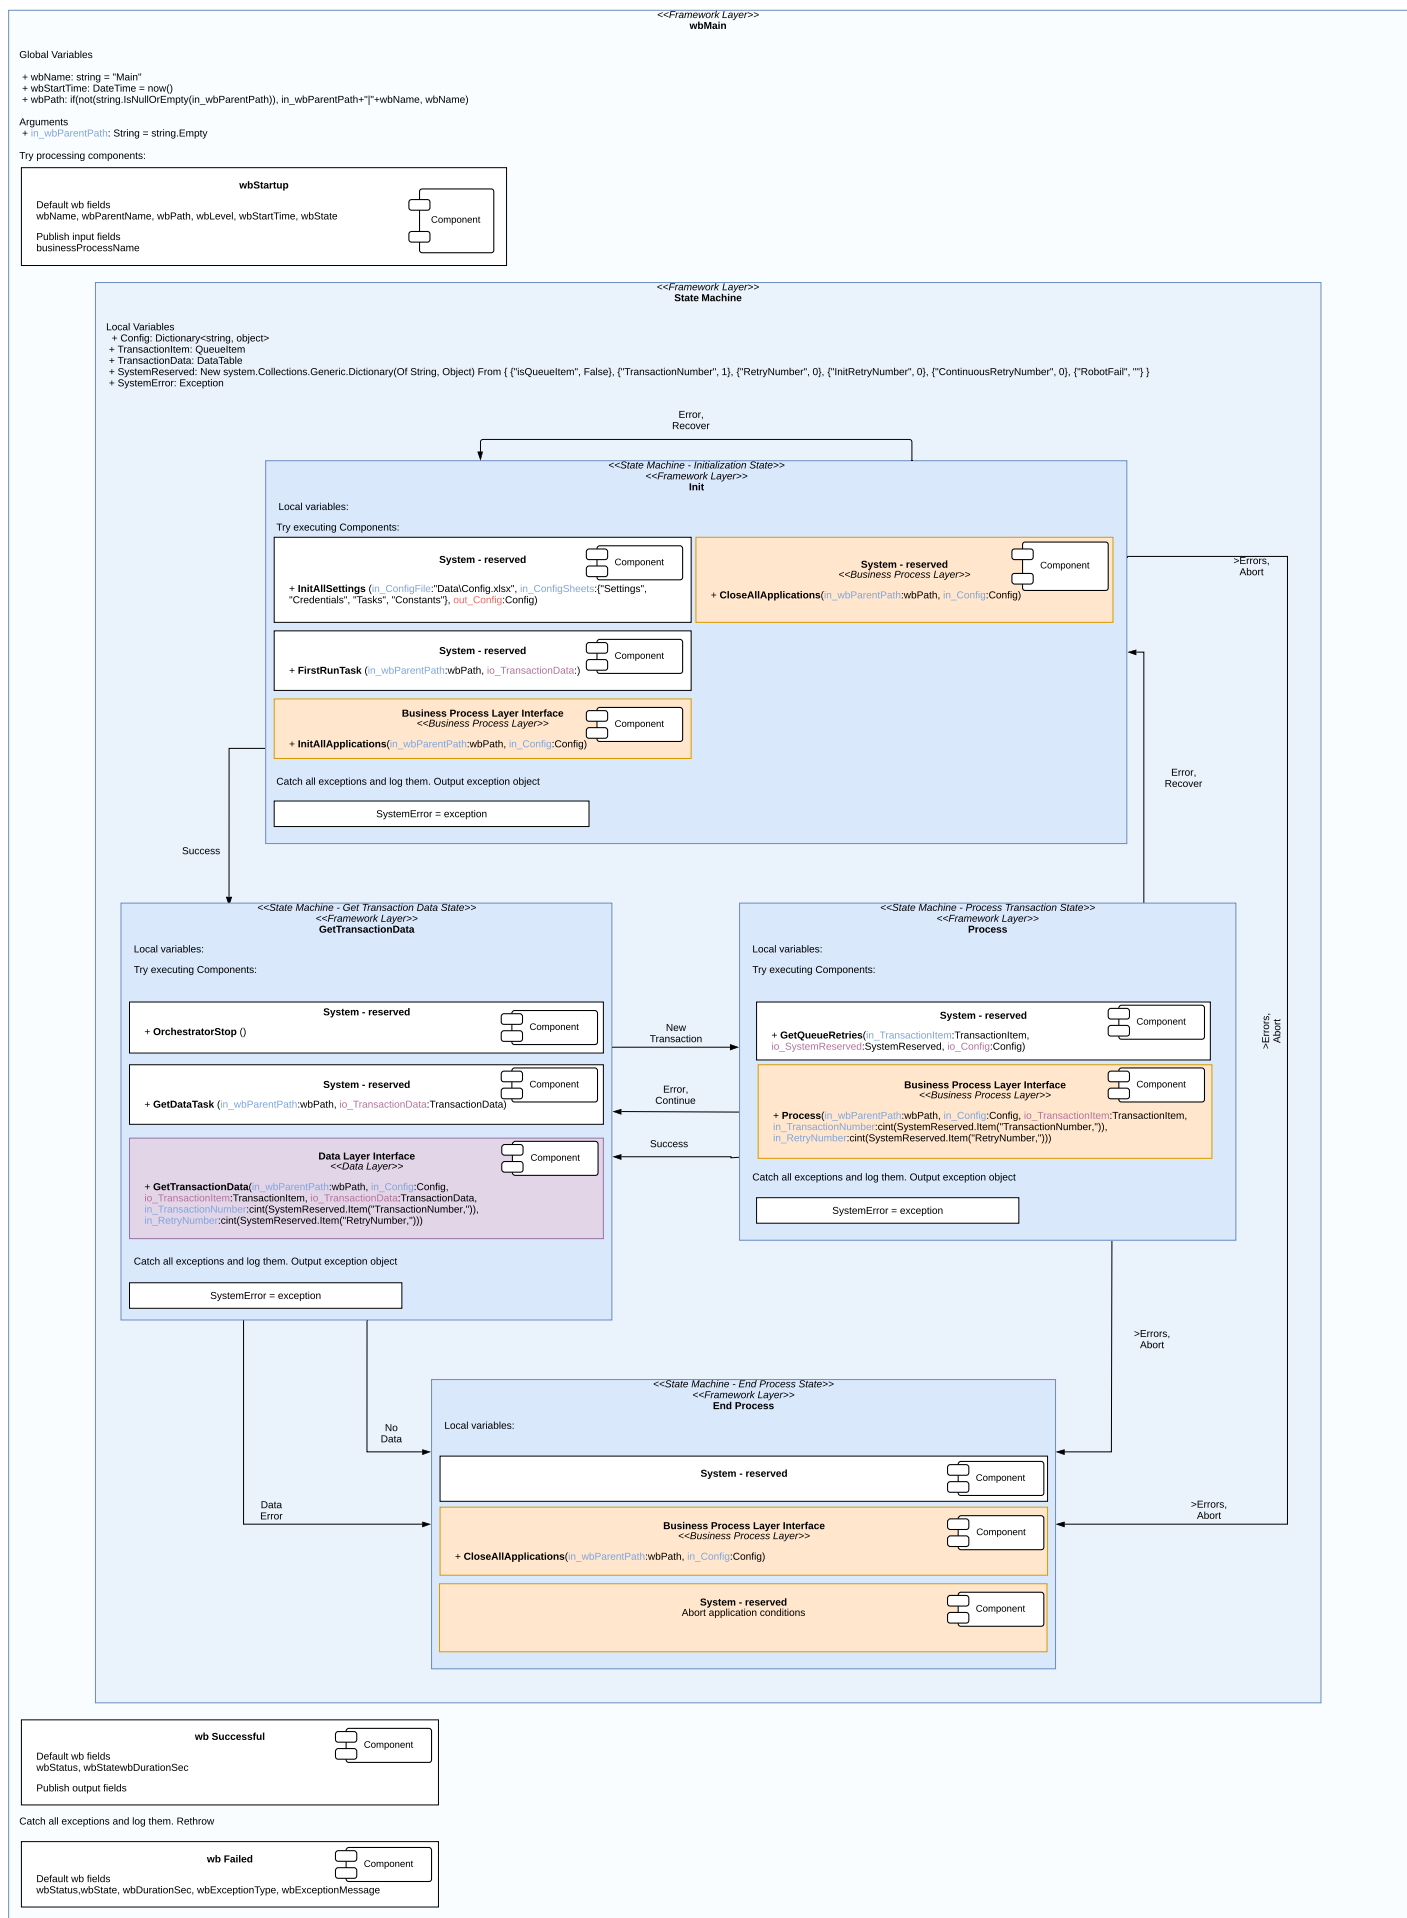 <<Framework Layer>>
wbMain
Global Variables
+ wbName: string = "Main"
+ wbStartTime: DateTime = now()
+ wbPath: if(not(string.IsNullOrEmpty(in_wbParentPath)), in_wbParentPath+"|"+wbName, wbName)
Arguments
+ in_wbParentPath: String = string.Empty
Try processing components:
wbStartup
Default wb fields
wbName, wbParentName, wbPath, wbLevel, wbStartTime, wbState
Publish input fields
businessProcessName
Component
<<Framework Layer>>
State Machine
Local Variables
+ Config: Dictionary<string, object>
+ TransactionItem: QueueItem
+ TransactionData: DataTable
+ SystemReserved: New system.Collections.Generic.Dictionary(Of String, Object) From { {"isQueueItem", False}, {"TransactionNumber", 1}, {"RetryNumber", 0}, {"InitRetryNumber", 0}, {"ContinuousRetryNumber", 0}, {"RobotFail", ""} }
+ SystemError: Exception
Error,
Recover
<<State Machine - Initialization State>>
<<Framework Layer>>
Init
Local variables:
Try executing Components:
System - reserved
Component
+ InitAllSettings (in_ConfigFile:"Data\Config.xlsx", in_ConfigSheets:{"Settings",
"Credentials", "Tasks", "Constants"}, out_Config:Config)
System - reserved
<<Business Process Layer>>
Component
+ CloseAllApplications(in_wbParentPath:wbPath, in_Config:Config)
System - reserved
Component
+ FirstRunTask (in_wbParentPath:wbPath, io_TransactionData:)
Business Process Layer Interface
<<Business Process Layer>>
Component
+ InitAllApplications(in_wbParentPath:wbPath, in_Config:Config)
Catch all exceptions and log them. Output exception object
SystemError = exception
>Errors,
Abort
Error,
Recover
Success
<<State Machine - Get Transaction Data State>>
<<Framework Layer>>
GetTransactionData
Local variables:
Try executing Components:
System - reserved
Component
+ OrchestratorStop ()
System - reserved
Component
+ GetDataTask (in_wbParentPath:wbPath, io_TransactionData:TransactionData)
Data Layer Interface
<<Data Layer>>
Component
+ GetTransactionData(in_wbParentPath:wbPath, in_Config:Config,
io_TransactionItem:TransactionItem, io_TransactionData:TransactionData,
in_TransactionNumber:cint(SystemReserved.Item("TransactionNumber,")),
in_RetryNumber:cint(SystemReserved.Item("RetryNumber,")))
Catch all exceptions and log them. Output exception object
SystemError = exception
New
Transaction
Error,
Continue
Success
<<State Machine - Process Transaction State>>
<<Framework Layer>>
Process
Local variables:
Try executing Components:
System - reserved
Component
+ GetQueueRetries(in_TransactionItem:TransactionItem,
io_SystemReserved:SystemReserved, io_Config:Config)
Business Process Layer Interface
<<Business Process Layer>>
Component
+ Process(in_wbParentPath:wbPath, in_Config:Config, io_TransactionItem:TransactionItem,
in_TransactionNumber:cint(SystemReserved.Item("TransactionNumber,")),
in_RetryNumber:cint(SystemReserved.Item("RetryNumber,")))
Catch all exceptions and log them. Output exception object
SystemError = exception
>Errors,
Abort
>Errors,
Abort
<<State Machine - End Process State>>
<<Framework Layer>>
End Process
Local variables:
No
Data
Data
Error
>Errors,
Abort
System - reserved
Component
Business Process Layer Interface
<<Business Process Layer>>
Component
+ CloseAllApplications(in_wbParentPath:wbPath, in_Config:Config)
System - reserved
Abort application conditions
Component
wb Successful
Component
Default wb fields
wbStatus, wbStatewbDurationSec
Publish output fields
Catch all exceptions and log them. Rethrow
wb Failed
Component
Default wb fields
wbStatus,wbState, wbDurationSec, wbExceptionType, wbExceptionMessage